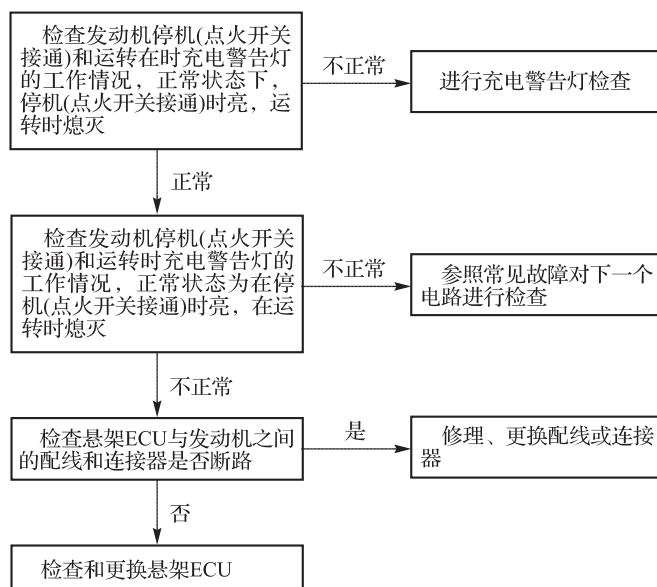 检查发动机停机(点火开关
接通)和运转在时充电警告灯
的工作情况，正常状态下，
停机(点火开关接通)时亮，运
转时熄灭
不正常
进行充电警告灯检查
正常
检查发动机停机(点火开关
接通)和运转时充电警告灯的
工作情况，正常状态为在停
机(点火开关接通)时亮，在运
转时熄灭
不正常
参照常见故障对下一个
电路进行检查
不正常
检查悬架ECU与发动机之间
的配线和连接器是否断路
是
修理、更换配线或连接
器
否
检查和更换悬架ECU